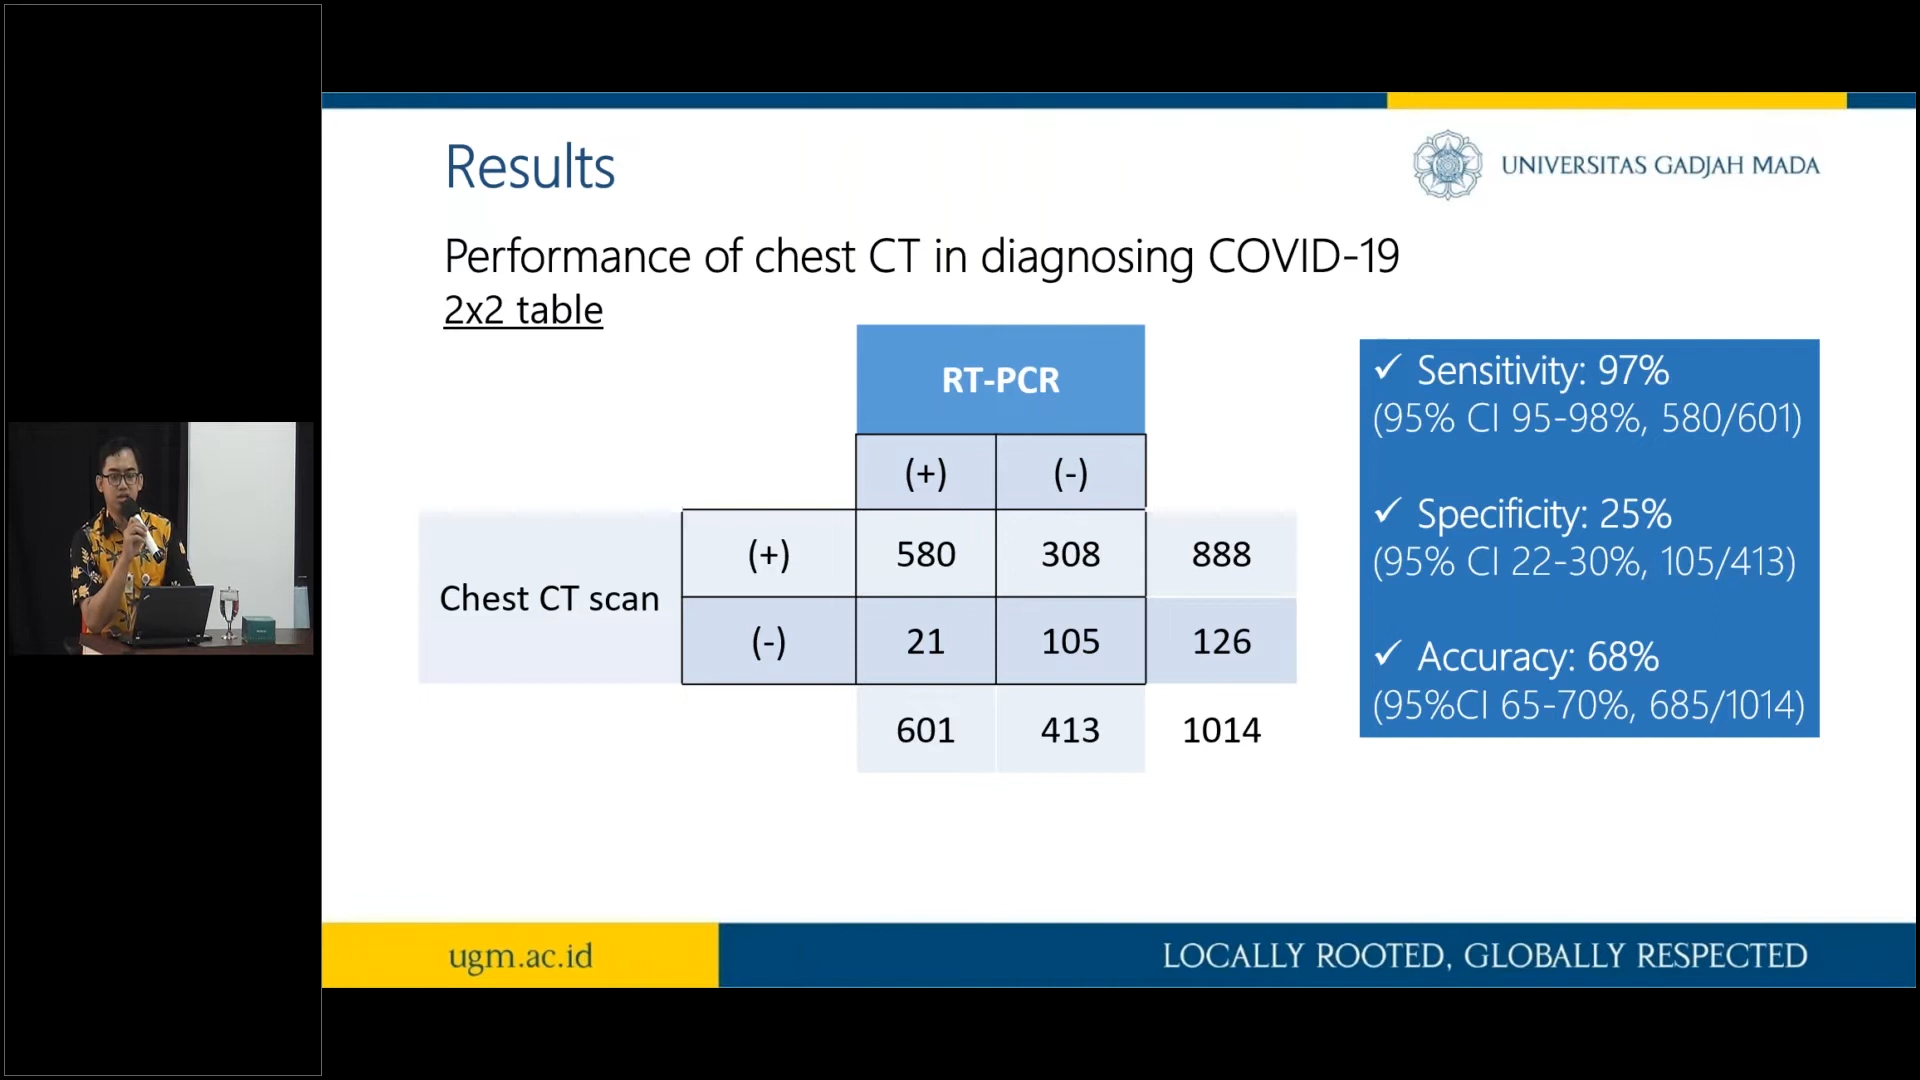 Results
UNIVERSITAS GADJAH MADA
Performance of chest CT in diagnosing COVID-19
2x2 table
RT-PCR
(+) (-)
Chest CT scan
(+) 580 308 888
(-) 21 105 126
601 413 1014
✓ Sensitivity: 97%
(95% CI 95-98%, 580/601)
✓ Specificity: 25%
(95% CI 22-30%, 105/413)
✓ Accuracy: 68%
(95%CI 65-70%, 685/1014)
ugm.ac.id
LOCALLY ROOTED, GLOBALLY RESPECTED